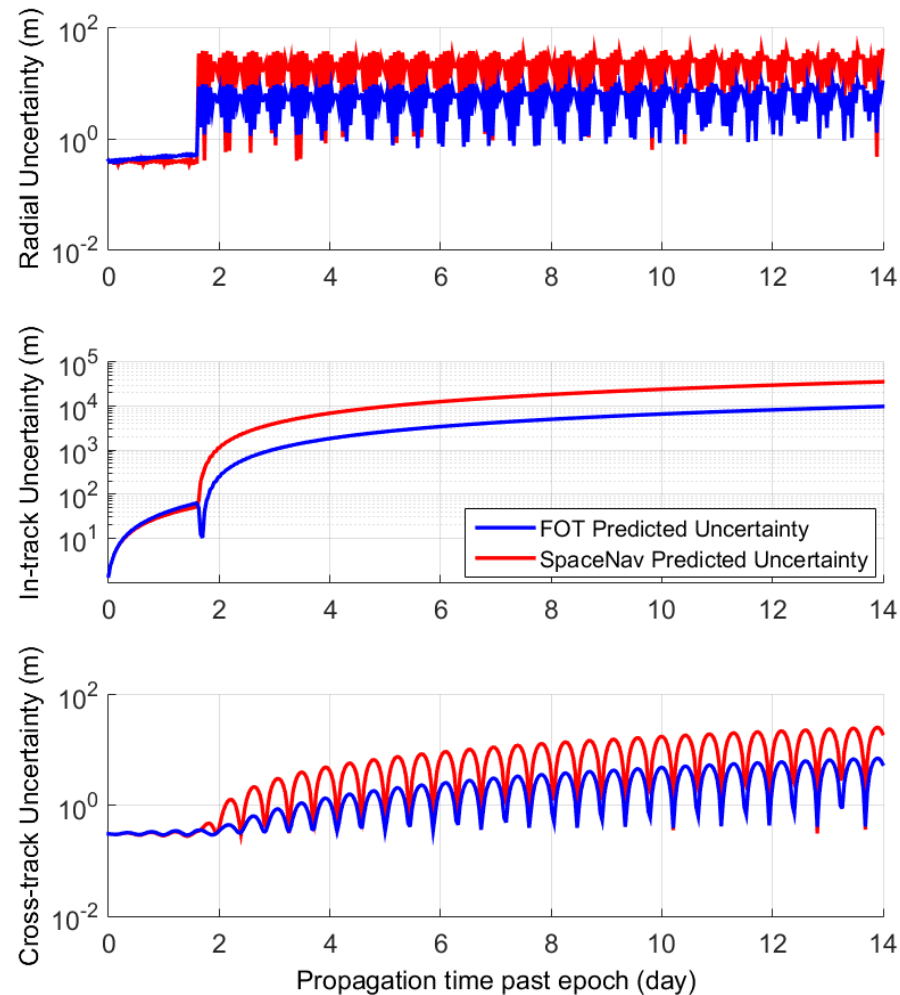 Radial Uncertainty (m)
10^2
10^0
10^-2
0 2 4 6 8 10 12 14
In-track Uncertainty (m)
10^5
10^4
10^3
10^2
10^1
FOT Predicted Uncertainty
SpaceNav Predicted Uncertainty
0 2 4 6 8 10 12 14
Cross-track Uncertainty (m)
10^2
10^0
10^-2
0 2 4 6 8 10 12 14
Propagation time past epoch (day)